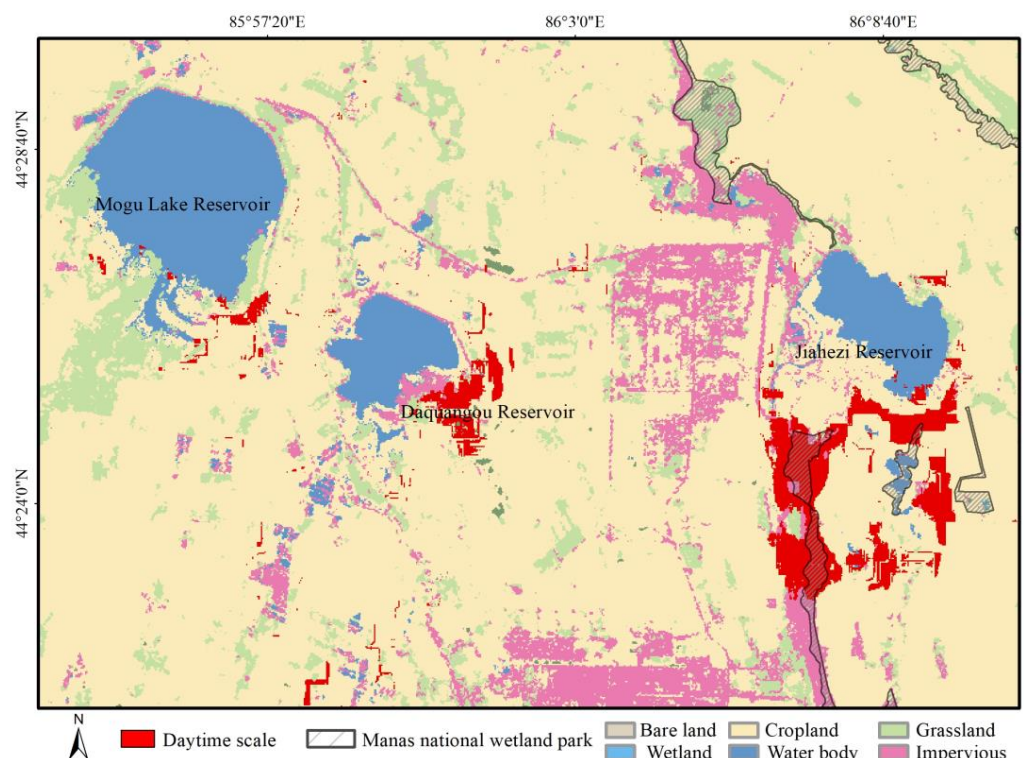 85°57'20"E 86°3'0"E 86°8'40"E
44°28'40"N
Mogu Lake Reservoir
Jiahezi Reservoir
Daquangou Reservoir
44°24'0"N
N
Daytime scale
Manas national wetland park
Bare land Cropland Grassland
Wetland Water body Impervious